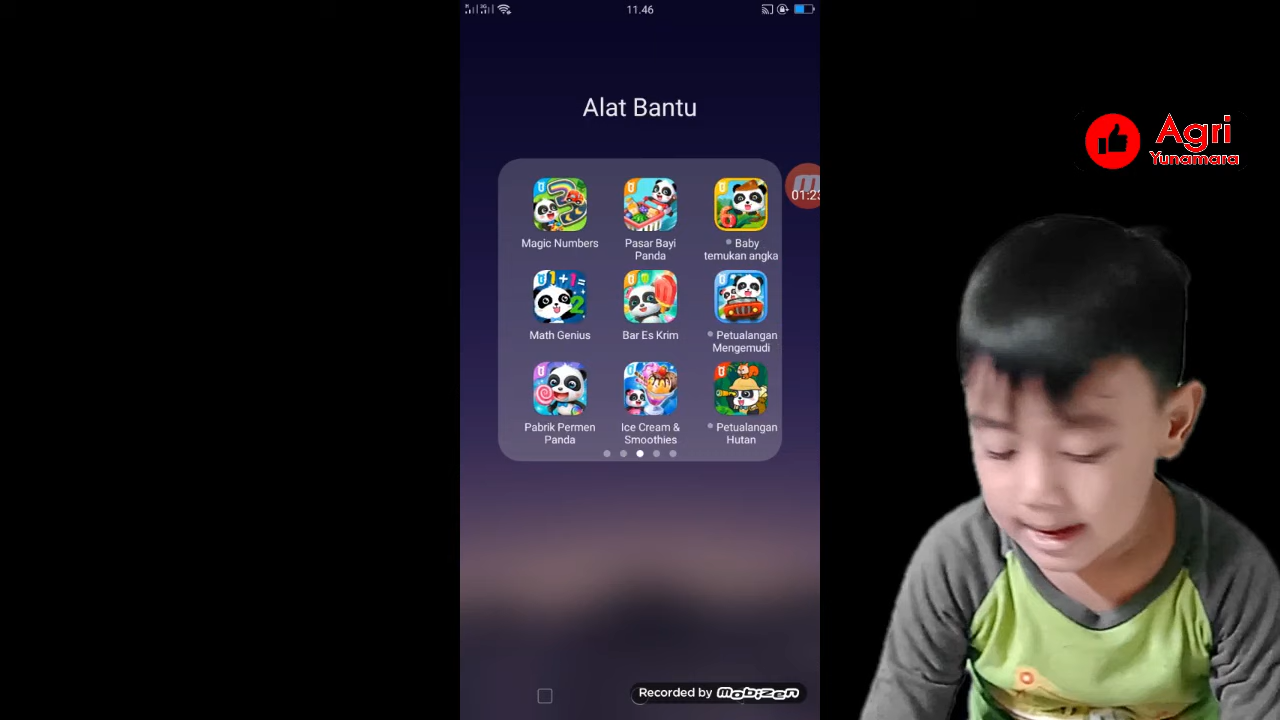 11.46
Alat Bantu
Agri
Yunamara
01:23
Magic Numbers
Pasar Bayi
Panda
Baby
temukan angka
Math Genius
Bar Es Krim
Petualangan
Mengemudi
Pabrik Permen
Panda
Ice Cream &
Smoothies
Petualangan
Hutan
Recorded by mobizen